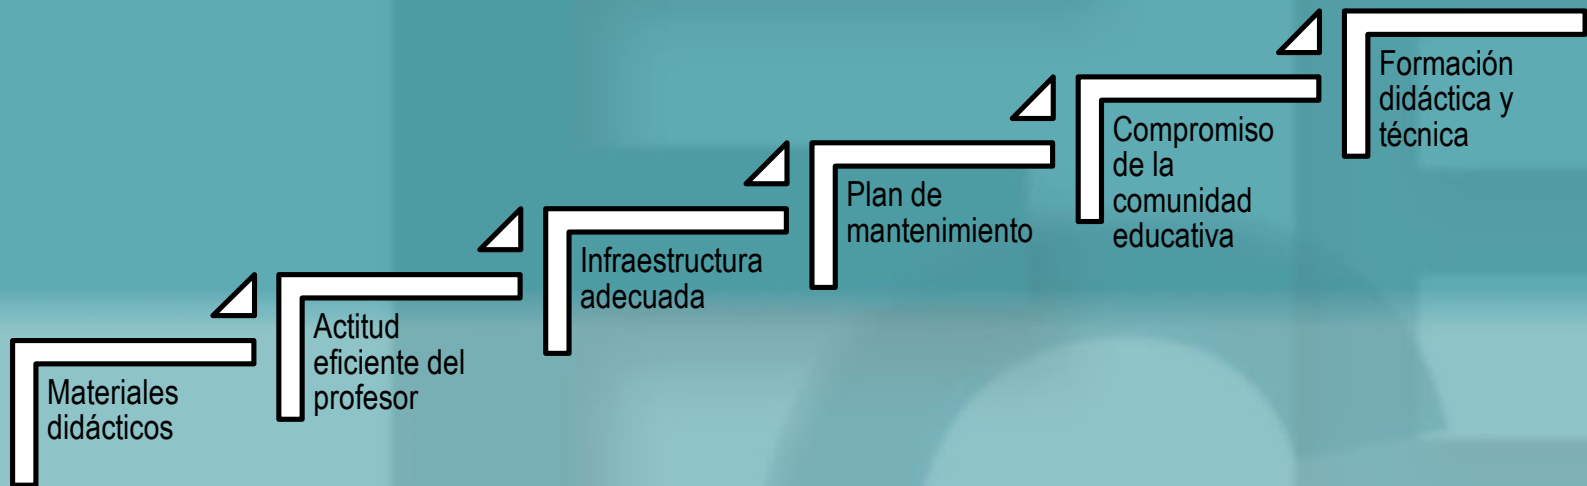 Materiales
didácticos
Actitud
eficiente del
profesor
Infraestructura
adecuada
Plan de
mantenimiento
Compromiso
de la
comunidad
educativa
Formación
didáctica y
técnica